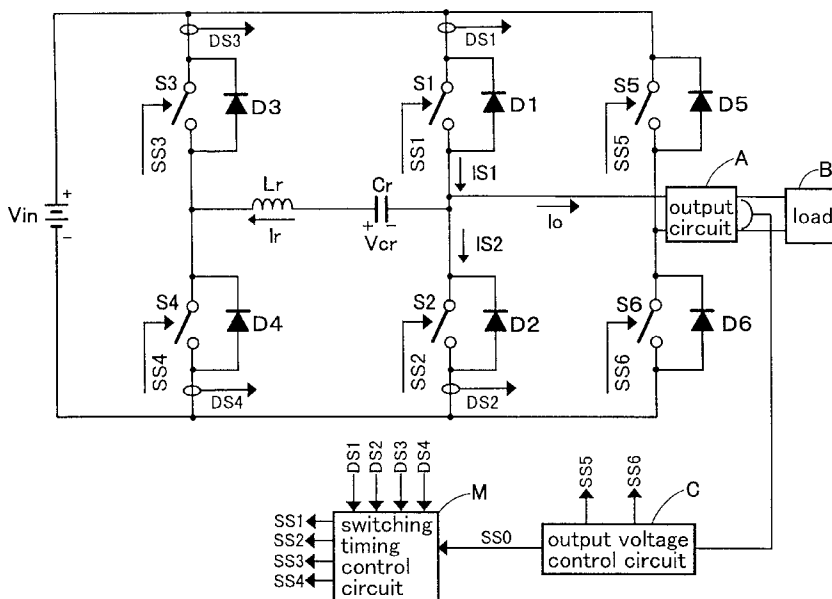 DS3
DS1
S3
D3
SS3
S1
D1
SS1
S5
D5
SS5
IS1
A
B
Vin
+
-
Lr
Ir
Cr
+
-
Vcr
Io
output
circuit
load
IS2
S4
D4
SS4
S2
D2
SS2
S6
D6
SS6
DS4
DS2
DS1
DS2
DS3
DS4
M
SS5
SS6
C
SS1
SS2
SS3
SS4
switching
timing
control
circuit
SS0
output voltage
control circuit